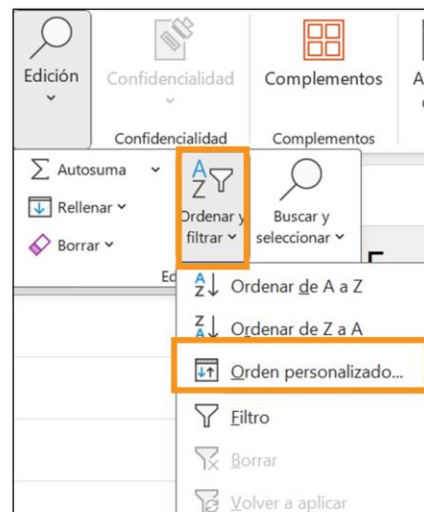 Edición
Confidencialidad
Complementos
Confidencialidad
Complementos
Autosuma
Rellenar
Borrar
Ordenar y
filtrar
Buscar y
seleccionar
Ordenar de A a Z
Ordenar de Z a A
Orden personalizado...
Filtro
Borrar
Volver a aplicar